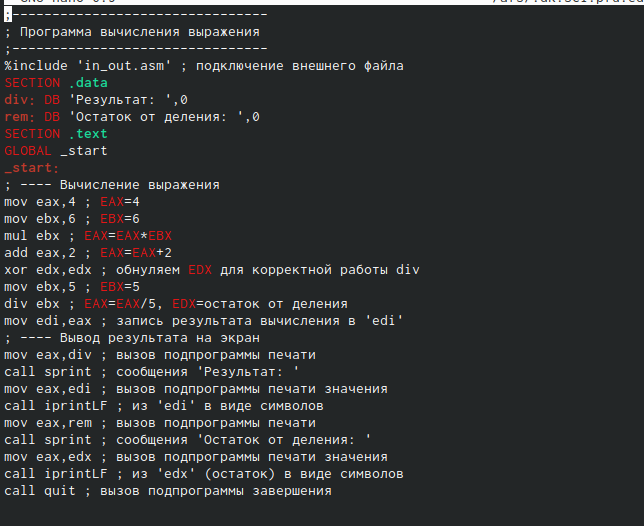 ;--------------------------------
; Программа вычисления выражения
;--------------------------------
%include 'in_out.asm' ; подключение внешнего файла
SECTION .data
div: DB 'Результат: ',0
rem: DB 'Остаток от деления: ',0
SECTION .text
GLOBAL _start
_start:
; ---- Вычисление выражения
mov eax,4 ; EAX=4
mov ebx,6 ; EBX=6
mul ebx ; EAX=EAX*EBX
add eax,2 ; EAX=EAX+2
xor edx,edx ; обнуляем EDX для корректной работы div
mov ebx,5 ; EBX=5
div ebx ; EAX=EAX/5, EDX=остаток от деления
mov edi,eax ; запись результата вычисления в 'edi'
; ---- Вывод результата на экран
mov eax,div ; вызов подпрограммы печати
call sprint ; сообщения 'Результат: '
mov eax,edi ; вызов подпрограммы печати значения
call iprintLF ; из 'edi' в виде символов
mov eax,rem ; вызов подпрограммы печати
call sprint ; сообщения 'Остаток от деления: '
mov eax,edx ; вызов подпрограммы печати значения
call iprintLF ; из 'edx' (остаток) в виде символов
call quit ; вызов подпрограммы завершения